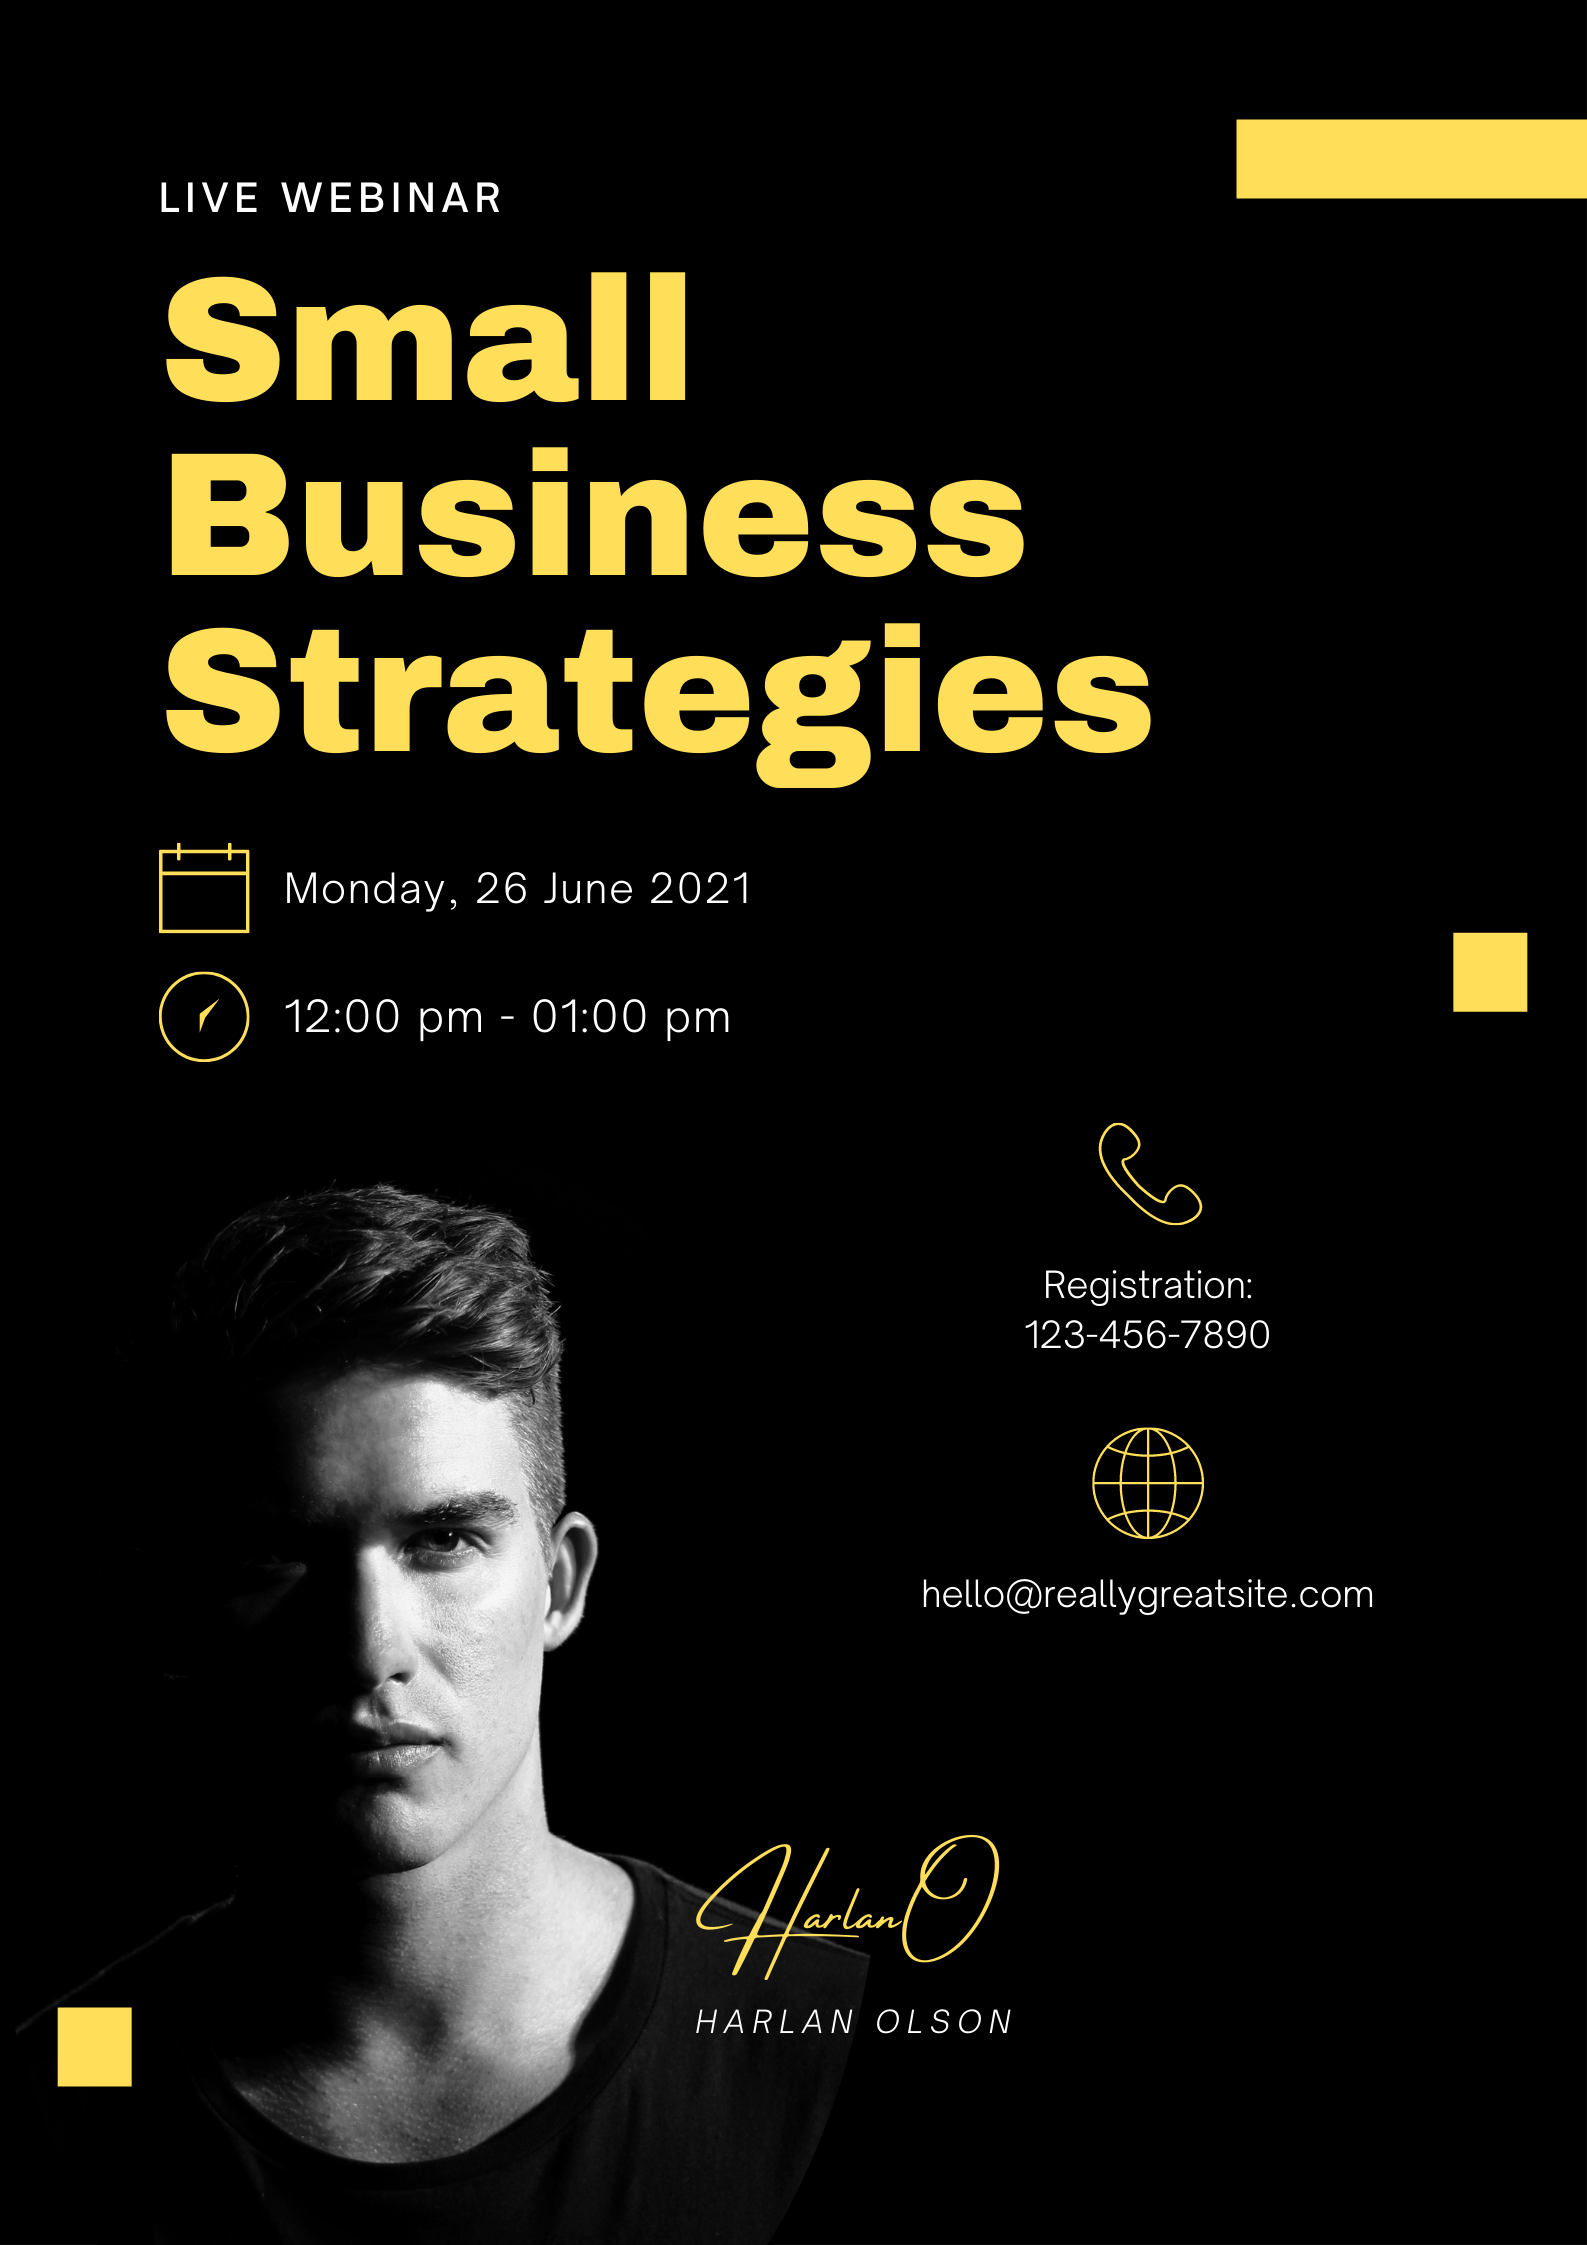 LIVE WEBINAR
Small
Business
Strategies
Monday, 26 June 2021
12:00 pm - 01:00 pm
Registration:
123-456-7890
hello@reallygreatsite.com
HarlanO
HARLAN OLSON